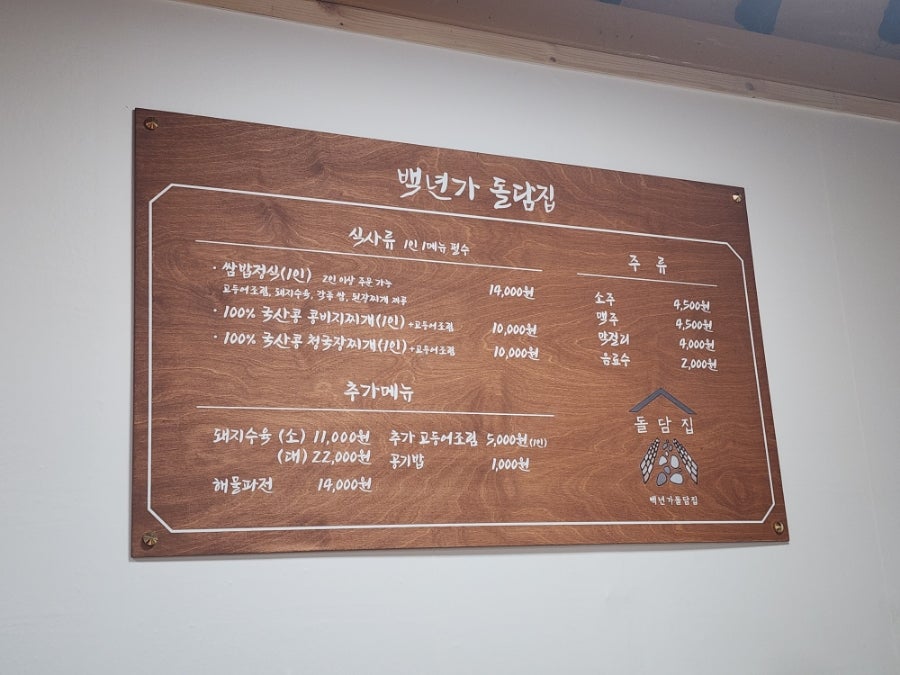 백년가 돌담집
식사류 1인 1메뉴 필수
· 쌈밥정식(1인) 2인 이상 주문 가능 14,000원
고등어조림, 돼지수육, 각종 쌈, 된장찌개 제공
· 100% 국산콩 콩비지찌개(1인) +고등어조림 10,000원
· 100% 국산콩 청국장찌개(1인) +고등어조림 10,000원
주 류
소주 4,500원
맥주 4,500원
막걸리 4,000원
음료수 2,000원
추가메뉴
돼지수육 (소) 11,000원 추가 고등어조림 5,000원(1인)
(대) 22,000원 공기밥 1,000원
해물파전 14,000원
돌담집
백년가돌담집